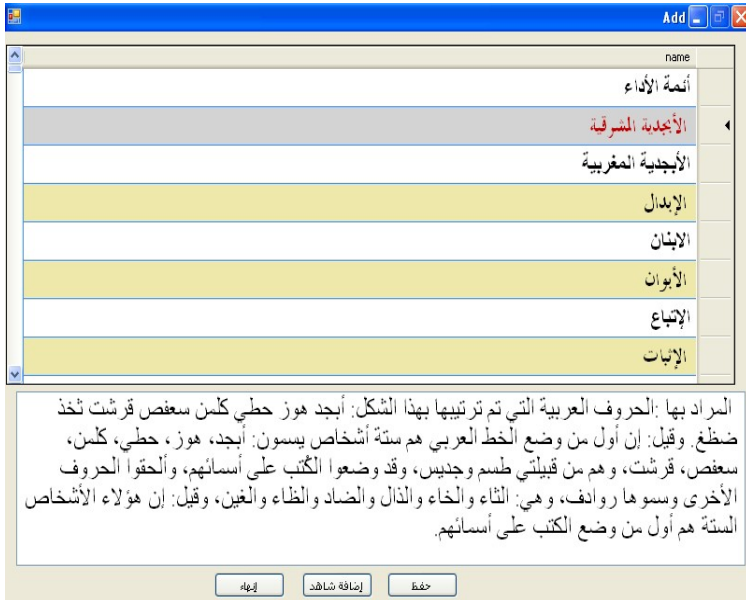 Add
name
أئمة الأداء
الأبجدية المشرقية
الأبجدية المغربية
الإبدال
الابنان
الأبوان
الإتباع
الإثبات
المراد بها :الحروف العربية التي تم ترتيبها بهذا الشكل: أبجد هوز حطي كلمن سعفص قرشت ثخذ
ضظغ. وقيل: إن أول من وضع الخط العربي هم ستة أشخاص يسمون: أبجد، هوز، حطي، كلمن،
سعفص، قرشت، وهم من قبيلتي طسم وجديس، وقد وضعوا الكُتب على أسمائهم، وألحقوا الحروف
الأخرى وسموها روادف، وهي: الثاء والخاء والذال والضاد والظاء والغين، وقيل: إن هؤلاء الأشخاص
الستة هم أول من وضع الكتب على أسمائهم.
حفظ إضافة شاهد إنهاء